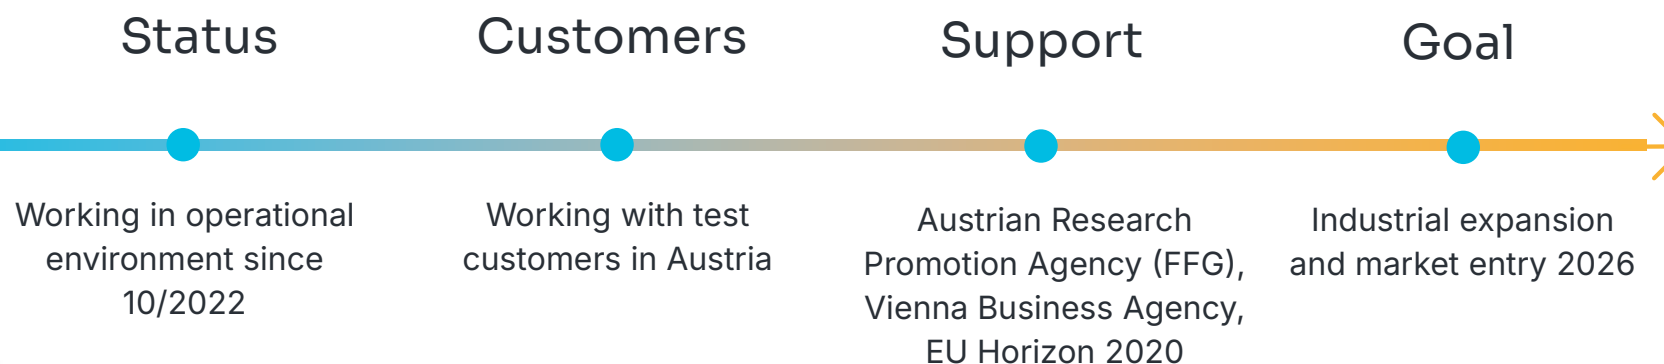 Status
Customers
Support
Goal
Working in operational
environment since
10/2022
Working with test
customers in Austria
Austrian Research
Promotion Agency (FFG),
Vienna Business Agency,
EU Horizon 2020
Industrial expansion
and market entry 2026